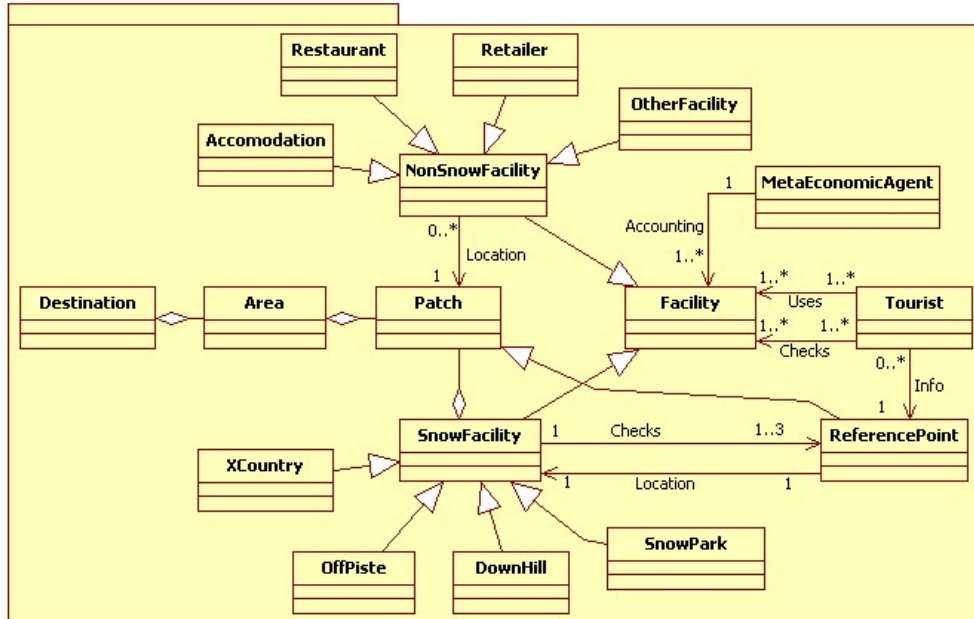 Restaurant
Retailer
OtherFacility
Accomodation
NonSnowFacility
MetaEconomicAgent
1
Accounting
1..*
0..*
Location
1
Destination
Area
Patch
Facility
Tourist
1..*
1..*
Uses
1..*
1..*
Checks
0..*
Info
1
SnowFacility
1
Checks
1..3
ReferencePoint
1
Location
1
XCountry
OffPiste
DownHill
SnowPark